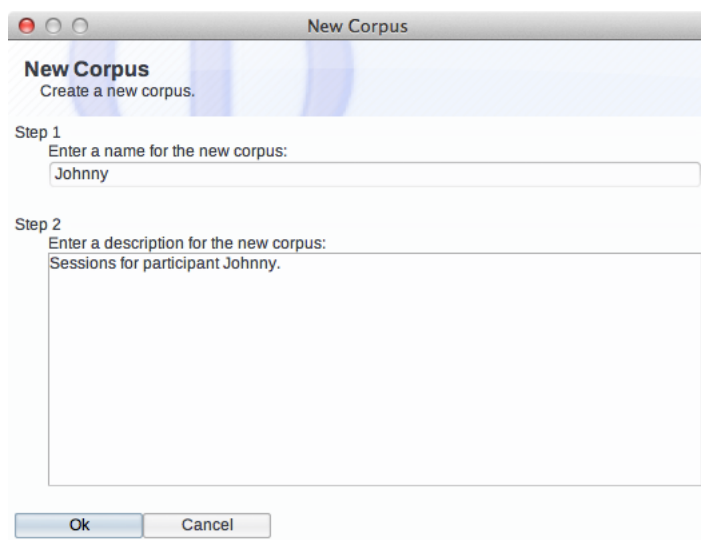 New Corpus
New Corpus
Create a new corpus.
Step 1
Enter a name for the new corpus:
Johnny
Step 2
Enter a description for the new corpus:
Sessions for participant Johnny.
Ok Cancel